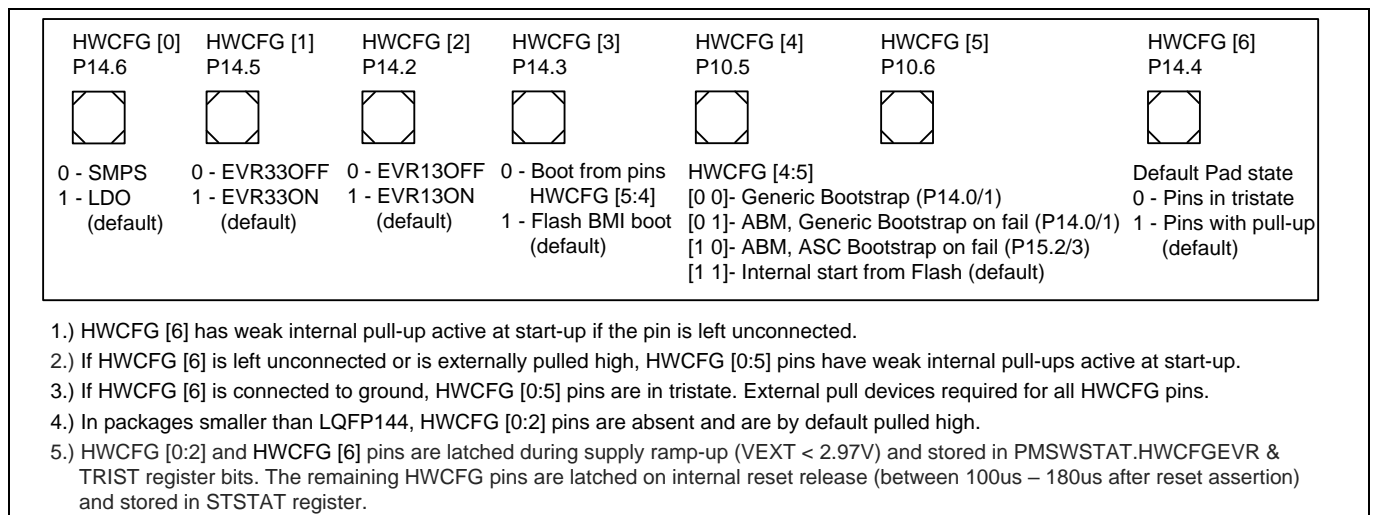 HWCFG [0] HWCFG [1] HWCFG [2] HWCFG [3] HWCFG [4] HWCFG [5] HWCFG [6]
P14.6 P14.5 P14.2 P14.3 P10.5 P10.6 P14.4
0 - SMPS 0 - EVR33OFF 0 - EVR13OFF 0 - Boot from pins HWCFG [4:5] Default Pad state
1 - LDO 1 - EVR33ON 1 - EVR13ON HWCFG [5:4] [0 0]- Generic Bootstrap (P14.0/1) 0 - Pins in tristate
(default) (default) (default) 1 - Flash BMI boot [0 1]- ABM, Generic Bootstrap on fail (P14.0/1) 1 - Pins with pull-up
(default) [1 0]- ABM, ASC Bootstrap on fail (P15.2/3) (default)
[1 1]- Internal start from Flash (default)
1.) HWCFG [6] has weak internal pull-up active at start-up if the pin is left unconnected.
2.) If HWCFG [6] is left unconnected or is externally pulled high, HWCFG [0:5] pins have weak internal pull-ups active at start-up.
3.) If HWCFG [6] is connected to ground, HWCFG [0:5] pins are in tristate. External pull devices required for all HWCFG pins.
4.) In packages smaller than LQFP144, HWCFG [0:2] pins are absent and are by default pulled high.
5.) HWCFG [0:2] and HWCFG [6] pins are latched during supply ramp-up (VEXT < 2.97V) and stored in PMSWSTAT.HWCFGEVR &
TRIST register bits. The remaining HWCFG pins are latched on internal reset release (between 100us – 180us after reset assertion)
and stored in STSTAT register.